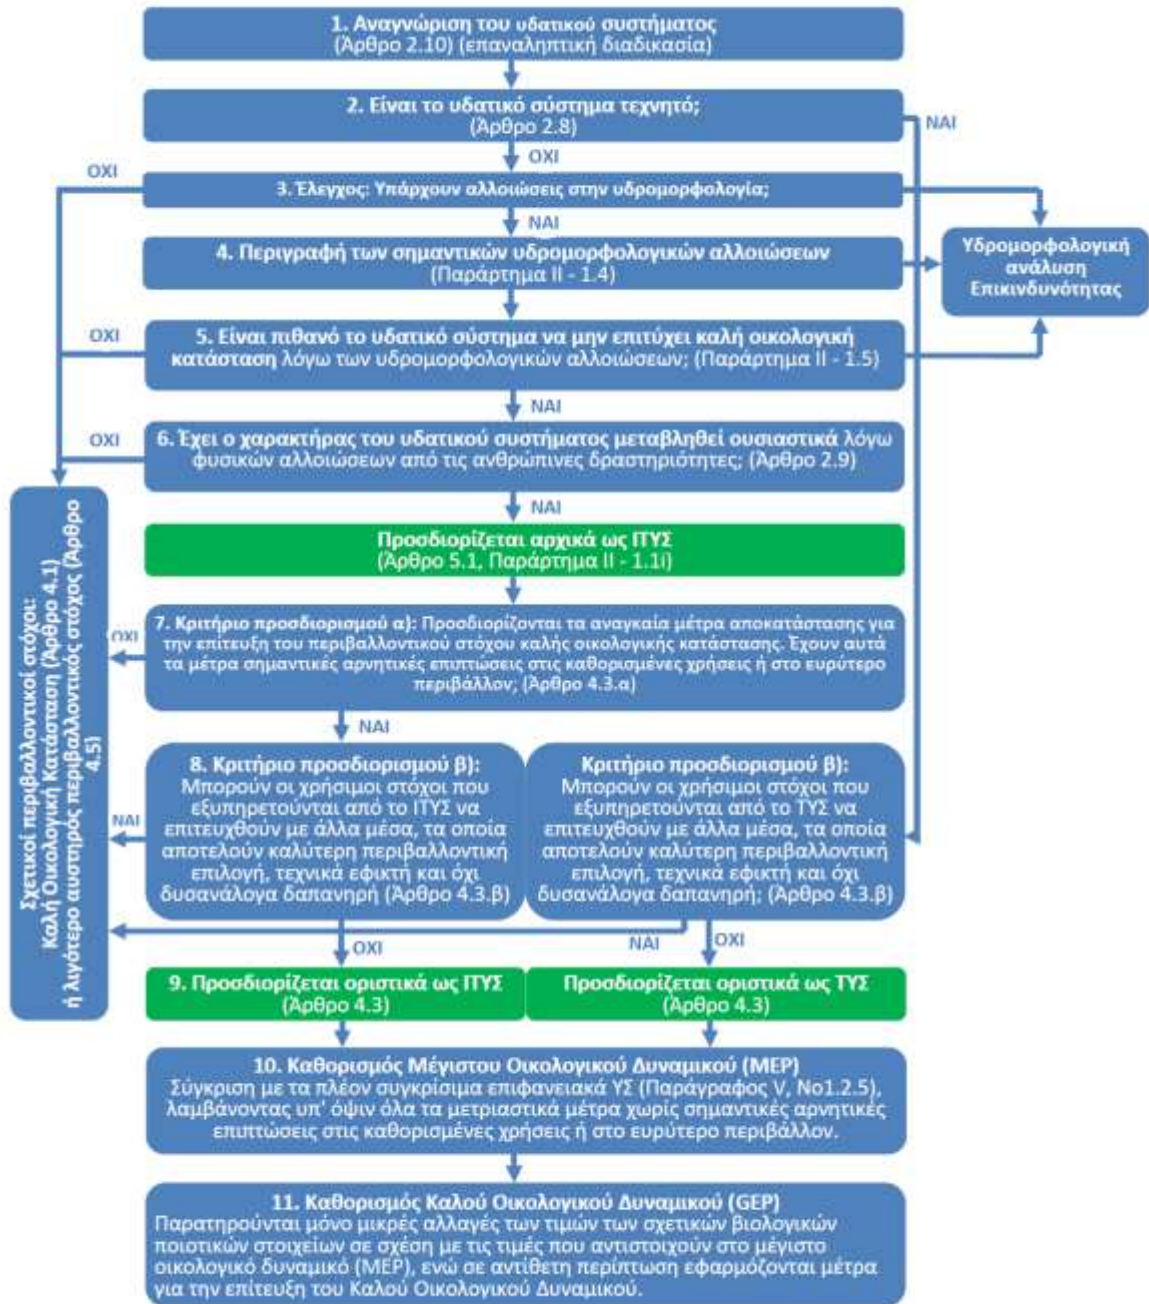 1. Αναγνώριση του υδατικού συστήματος
(Άρθρο 2.10) (επαναληπτική διαδικασία)
2. Είναι το υδατικό σύστημα τεχνητό;
(Άρθρο 2.8)
ΝΑΙ
ΟΧΙ
ΟΧΙ
3. Έλεγχος: Υπάρχουν αλλοιώσεις στην υδρομορφολογία;
ΝΑΙ
4. Περιγραφή των σημαντικών υδρομορφολογικών αλλοιώσεων
(Παράρτημα II - 1.4)
Υδρομορφολογική
ανάλυση
Επικινδυνότητας
ΟΧΙ
5. Είναι πιθανό το υδατικό σύστημα να μην επιτύχει καλή οικολογική
κατάσταση λόγω των υδρομορφολογικών αλλοιώσεων; (Παράρτημα II - 1.5)
ΝΑΙ
ΟΧΙ
6. Έχει ο χαρακτήρας του υδατικού συστήματος μεταβληθεί ουσιαστικά λόγω
φυσικών αλλοιώσεων από τις ανθρώπινες δραστηριότητες; (Άρθρο 2.9)
ΝΑΙ
Προσδιορίζεται αρχικά ως ΙΤΥΣ
(Άρθρο 5.1, Παράρτημα II - 1.1i)
Σχετικοί περιβαλλοντικοί στόχοι:
Καλή Οικολογική Κατάσταση (Άρθρο 4.1)
ή λιγότερο αυστηρός περιβαλλοντικός στόχος (Άρθρο
4.5)
ΟΧΙ
7. Κριτήριο προσδιορισμού α): Προσδιορίζονται τα αναγκαία μέτρα αποκατάστασης για
την επίτευξη του περιβαλλοντικού στόχου καλής οικολογικής κατάστασης. Έχουν αυτά
τα μέτρα σημαντικές αρνητικές επιπτώσεις στις καθορισμένες χρήσεις ή στο ευρύτερο
περιβάλλον; (Άρθρο 4.3.α)
ΝΑΙ
8. Κριτήριο προσδιορισμού β):
Μπορούν οι χρήσιμοι στόχοι που
εξυπηρετούνται από το ΙΤΥΣ να
επιτευχθούν με άλλα μέσα, τα οποία
αποτελούν καλύτερη περιβαλλοντική
επιλογή, τεχνικά εφικτή και όχι
δυσανάλογα δαπανηρή (Άρθρο 4.3.β)
ΝΑΙ
Κριτήριο προσδιορισμού β):
Μπορούν οι χρήσιμοι στόχοι που
εξυπηρετούνται από το ΤΥΣ να
επιτευχθούν με άλλα μέσα, τα οποία
αποτελούν καλύτερη περιβαλλοντική
επιλογή, τεχνικά εφικτή και όχι
δυσανάλογα δαπανηρή; (Άρθρο 4.3.β)
ΟΧΙ
ΝΑΙ
ΟΧΙ
9. Προσδιορίζεται οριστικά ως ΙΤΥΣ
(Άρθρο 4.3)
Προσδιορίζεται οριστικά ως ΤΥΣ
(Άρθρο 4.3)
10. Καθορισμός Μέγιστου Οικολογικού Δυναμικού (MEP)
Σύγκριση με τα πλέον συγκρίσιμα επιφανειακά ΥΣ (Παράγραφος V, No1.2.5),
λαμβάνοντας υπ' όψιν όλα τα μετριαστικά μέτρα χωρίς σημαντικές αρνητικές
επιπτώσεις στις καθορισμένες χρήσεις ή στο ευρύτερο περιβάλλον.
11. Καθορισμός Καλού Οικολογικού Δυναμικού (GEP)
Παρατηρούνται μόνο μικρές αλλαγές των τιμών των σχετικών βιολογικών
ποιοτικών στοιχείων σε σχέση με τις τιμές που αντιστοιχούν στο μέγιστο
οικολογικό δυναμικό (MEP), ενώ σε αντίθετη περίπτωση εφαρμόζονται μέτρα
για την επίτευξη του Καλού Οικολογικού Δυναμικού.